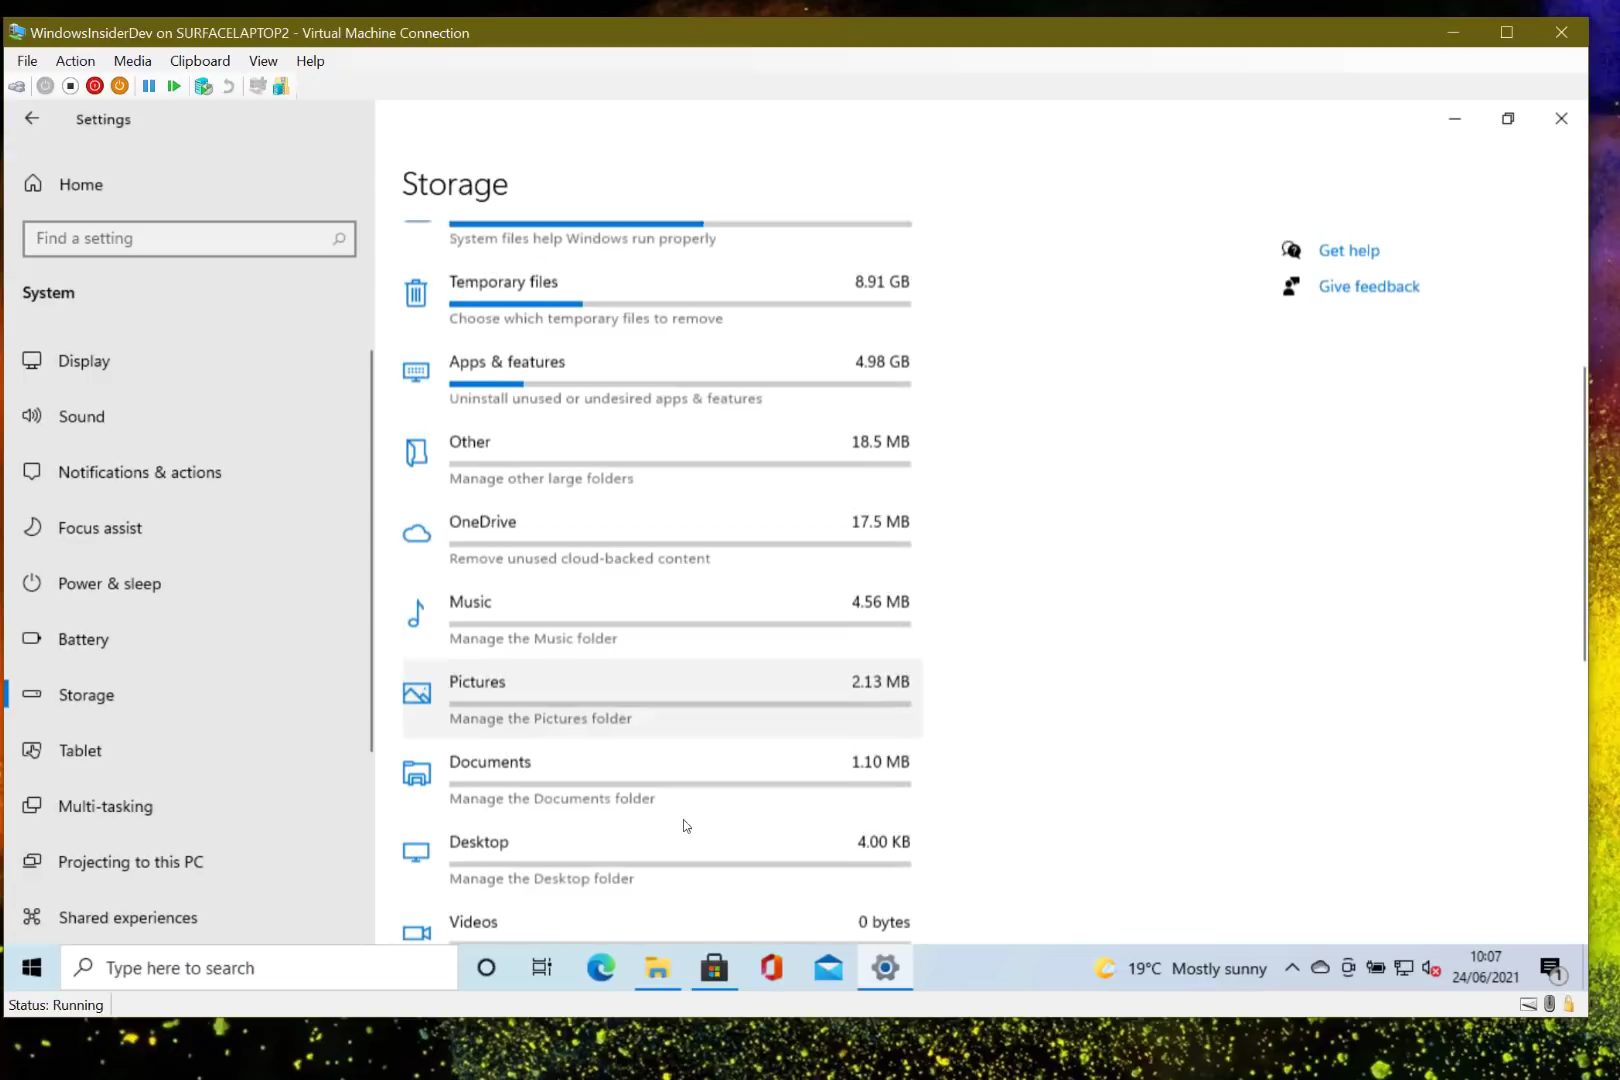 WindowsInsiderDev on SURFACELAPTOP2 - Virtual Machine Connection
File Action Media Clipboard View Help
Settings
Home
Find a setting
System
Display
Sound
Notifications & actions
Focus assist
Power & sleep
Battery
Storage
Tablet
Multi-tasking
Projecting to this PC
Shared experiences
Storage
System files help Windows run properly
Temporary files 8.91 GB
Choose which temporary files to remove
Apps & features 4.98 GB
Uninstall unused or undesired apps & features
Other 18.5 MB
Manage other large folders
OneDrive 17.5 MB
Remove unused cloud-backed content
Music 4.56 MB
Manage the Music folder
Pictures 2.13 MB
Manage the Pictures folder
Documents 1.10 MB
Manage the Documents folder
Desktop 4.00 KB
Manage the Desktop folder
Videos 0 bytes
Get help
Give feedback
Type here to search
19°C Mostly sunny
10:07
24/06/2021
1
Status: Running